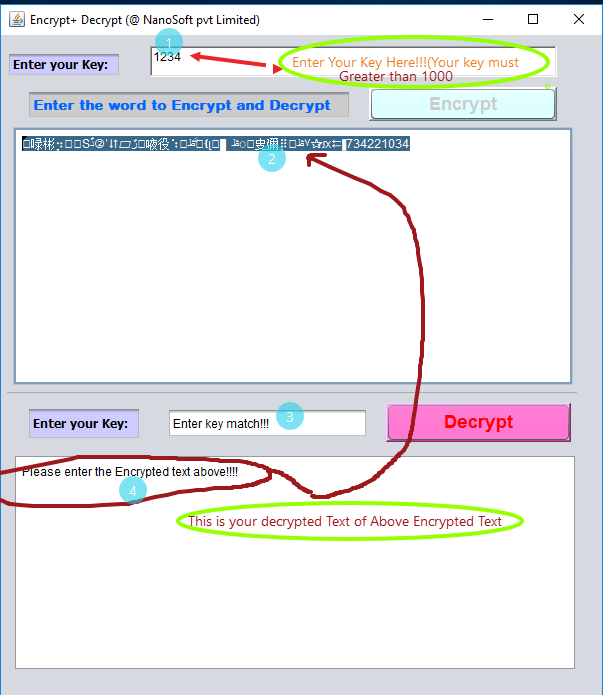 Encrypt+ Decrypt (@ NanoSoft pvt Limited)
1
Enter your Key:
1234
Enter Your Key Here!!!(Your key must
Greater than 1000
Enter the word to Encrypt and Decrypt
Encrypt
734221034
2
Enter your Key:
Enter key match!!!
3
Decrypt
Please enter the Encrypted text above!!!!
4
This is your decrypted Text of Above Encrypted Text